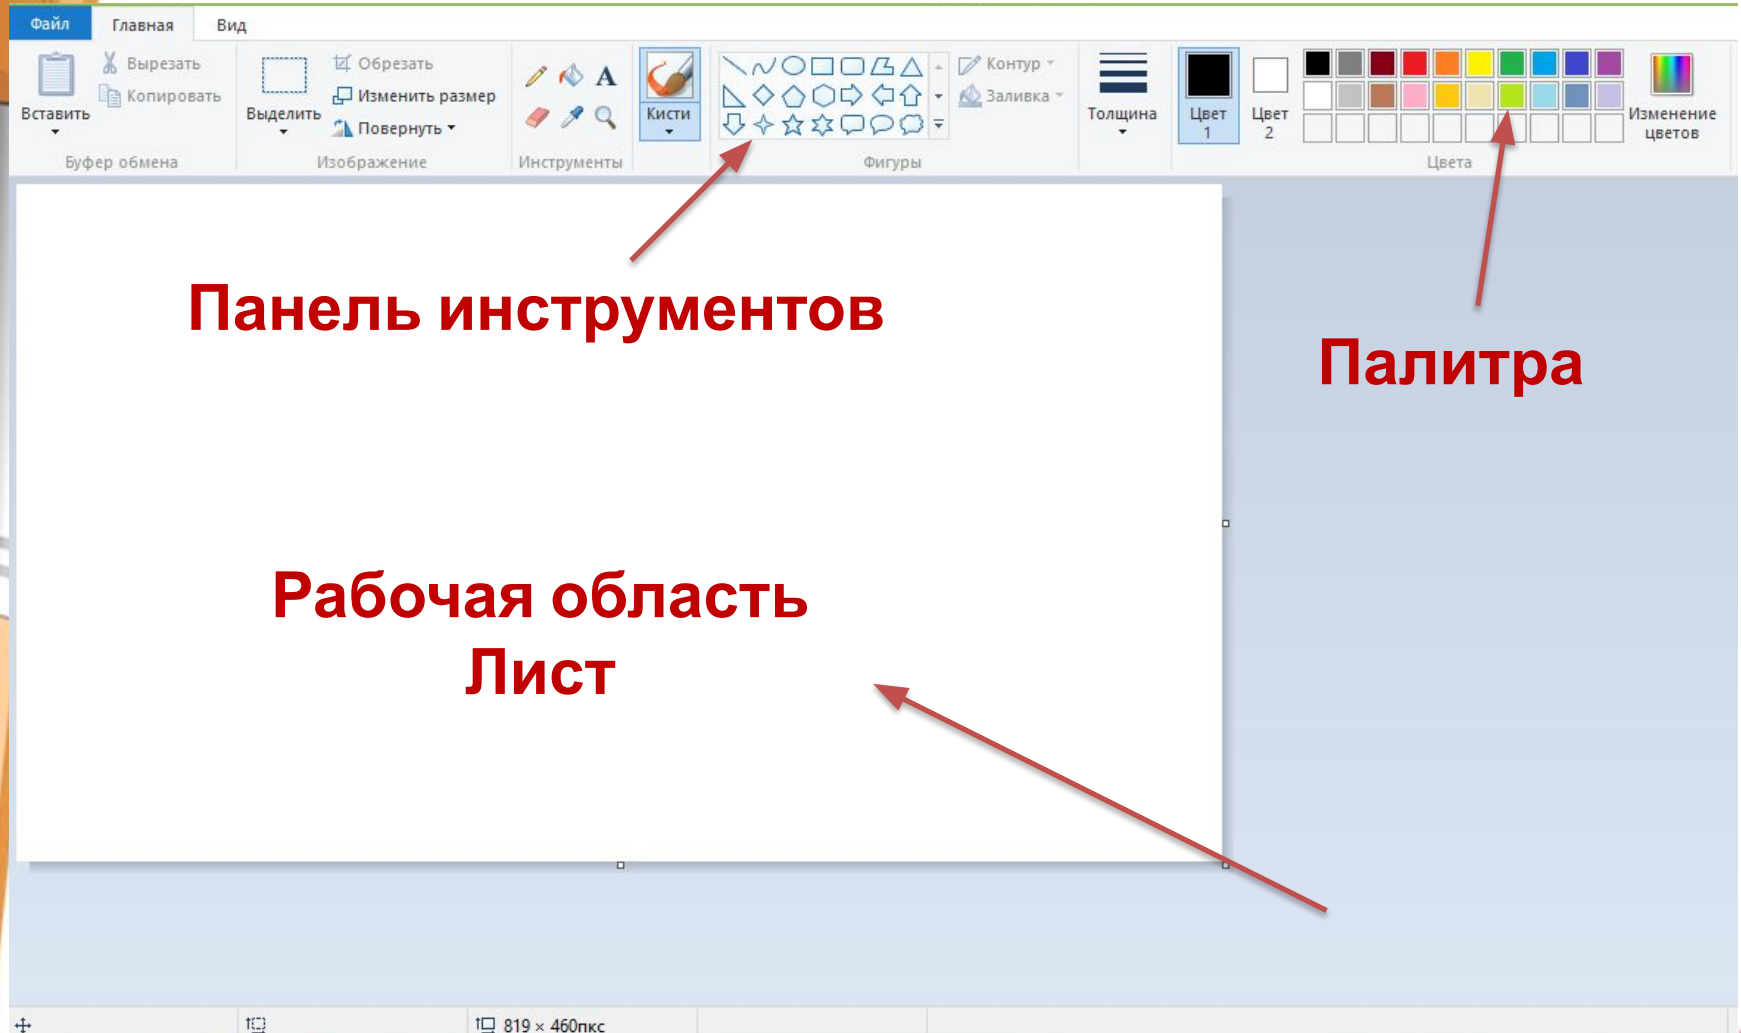 Файл Главная Вид
Вырезать Обрезать Контур
Копировать Изменить размер Заливка
Вставить Выделить Повернуть Кисти Толщина Цвет 1 Цвет 2 Изменение цветов
Буфер обмена Изображение Инструменты Фигуры Цвета
Панель инструментов
Палитра
Рабочая область
Лист
819 × 460пкс